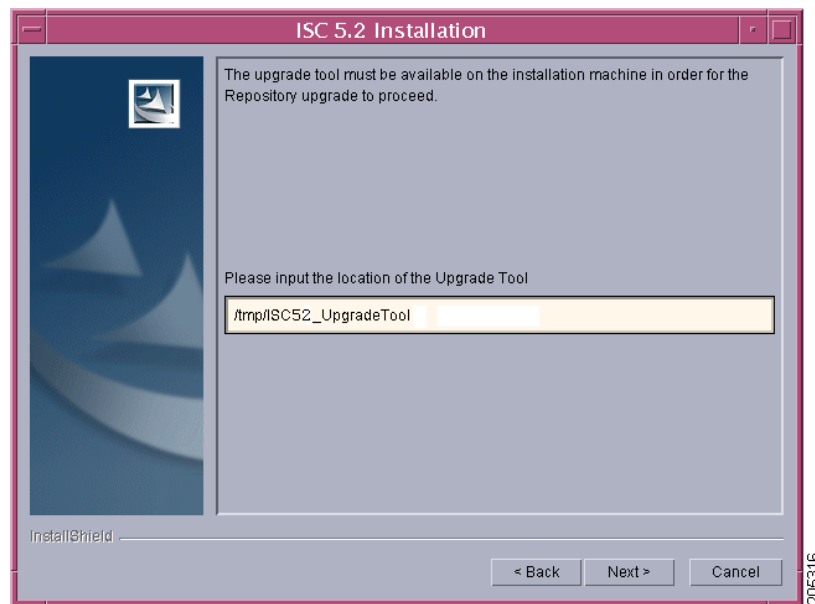 ISC 5.2 Installation
The upgrade tool must be available on the installation machine in order for the
Repository upgrade to proceed.
Please input the location of the Upgrade Tool
/tmp/ISC52_UpgradeTool
InstallShield
< Back
Next >
Cancel
205316